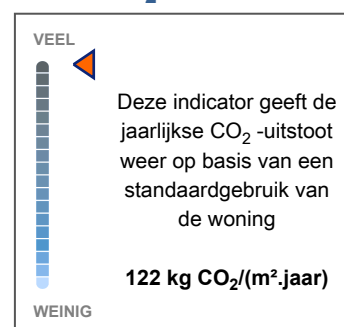 VEEL
Deze indicator geeft de
jaarlijkse CO₂ -uitstoot
weer op basis van een
standaardgebruik van
de woning
122 kg CO₂/(m².jaar)
WEINIG